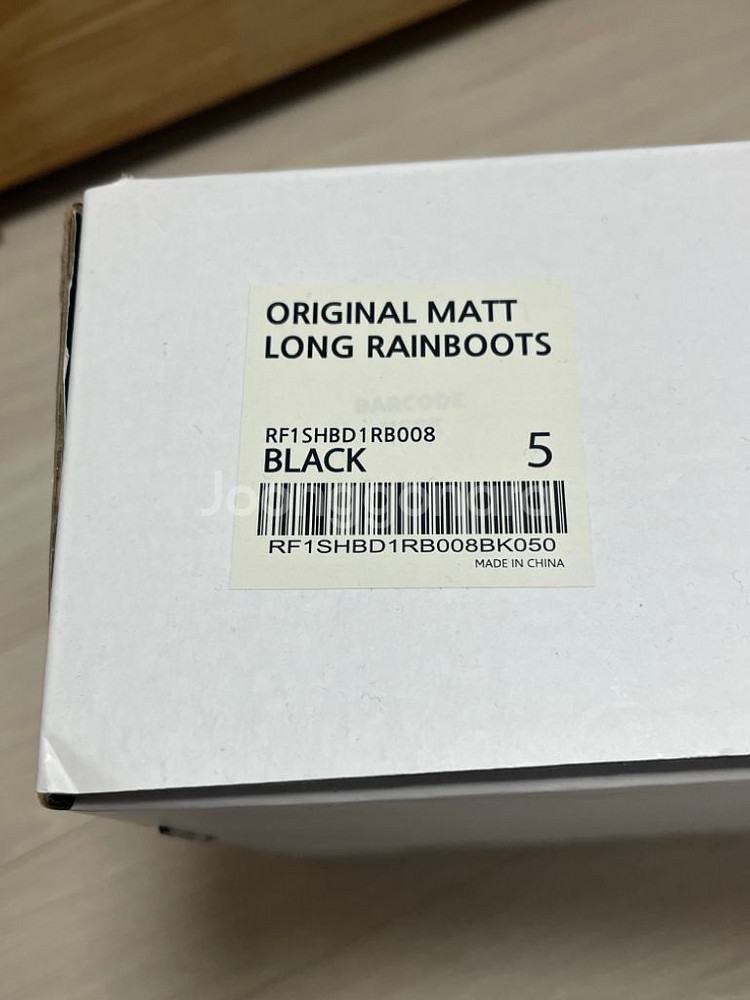 ORIGINAL MATT
LONG RAINBOOTS
BARCODE
RF1SHBD1RB008
BLACK 5
RF1SHBD1RB008BK050
MADE IN CHINA